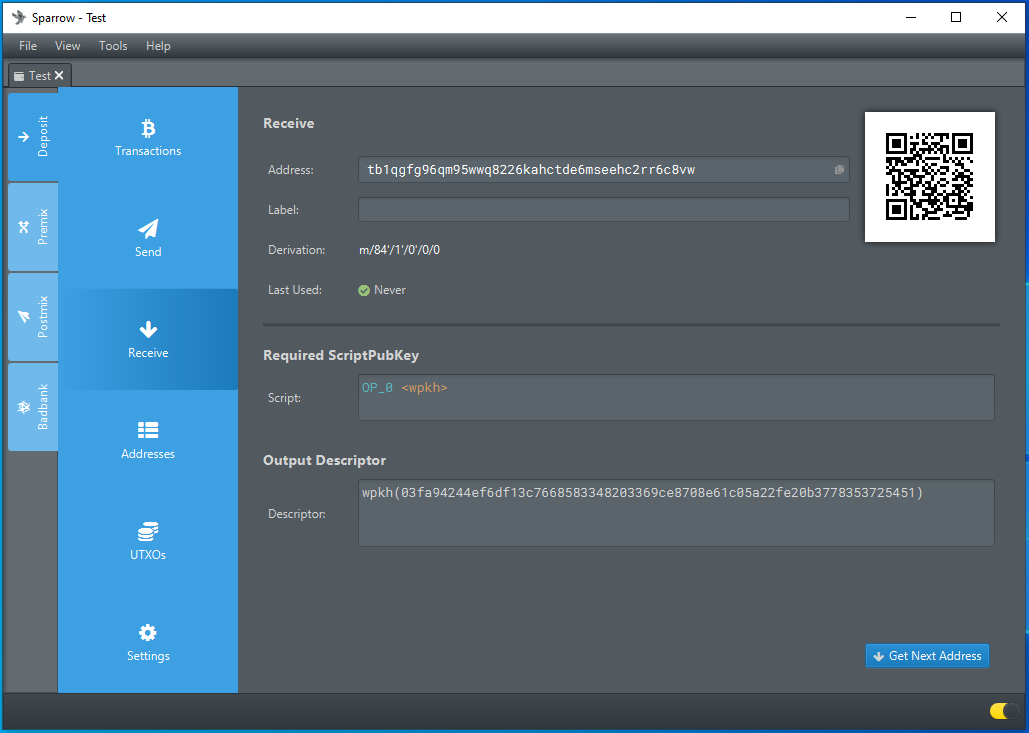 Sparrow - Test
File View Tools Help
Test
Deposit
Premix
Postmix
Badbank
Transactions
Send
Receive
Addresses
UTXOs
Settings
Receive
Address: tb1qgfg96qm95wwq8226kahctde6mseehc2rr6c8vw
Label:
Derivation: m/84'/1'/0'/0/0
Last Used: Never
Required ScriptPubKey
Script: OP_0 <wpkh>
Output Descriptor
Descriptor: wpkh(03fa94244ef6df13c7668583348203369ce8708e61c05a22fe20b3778353725451)
Get Next Address